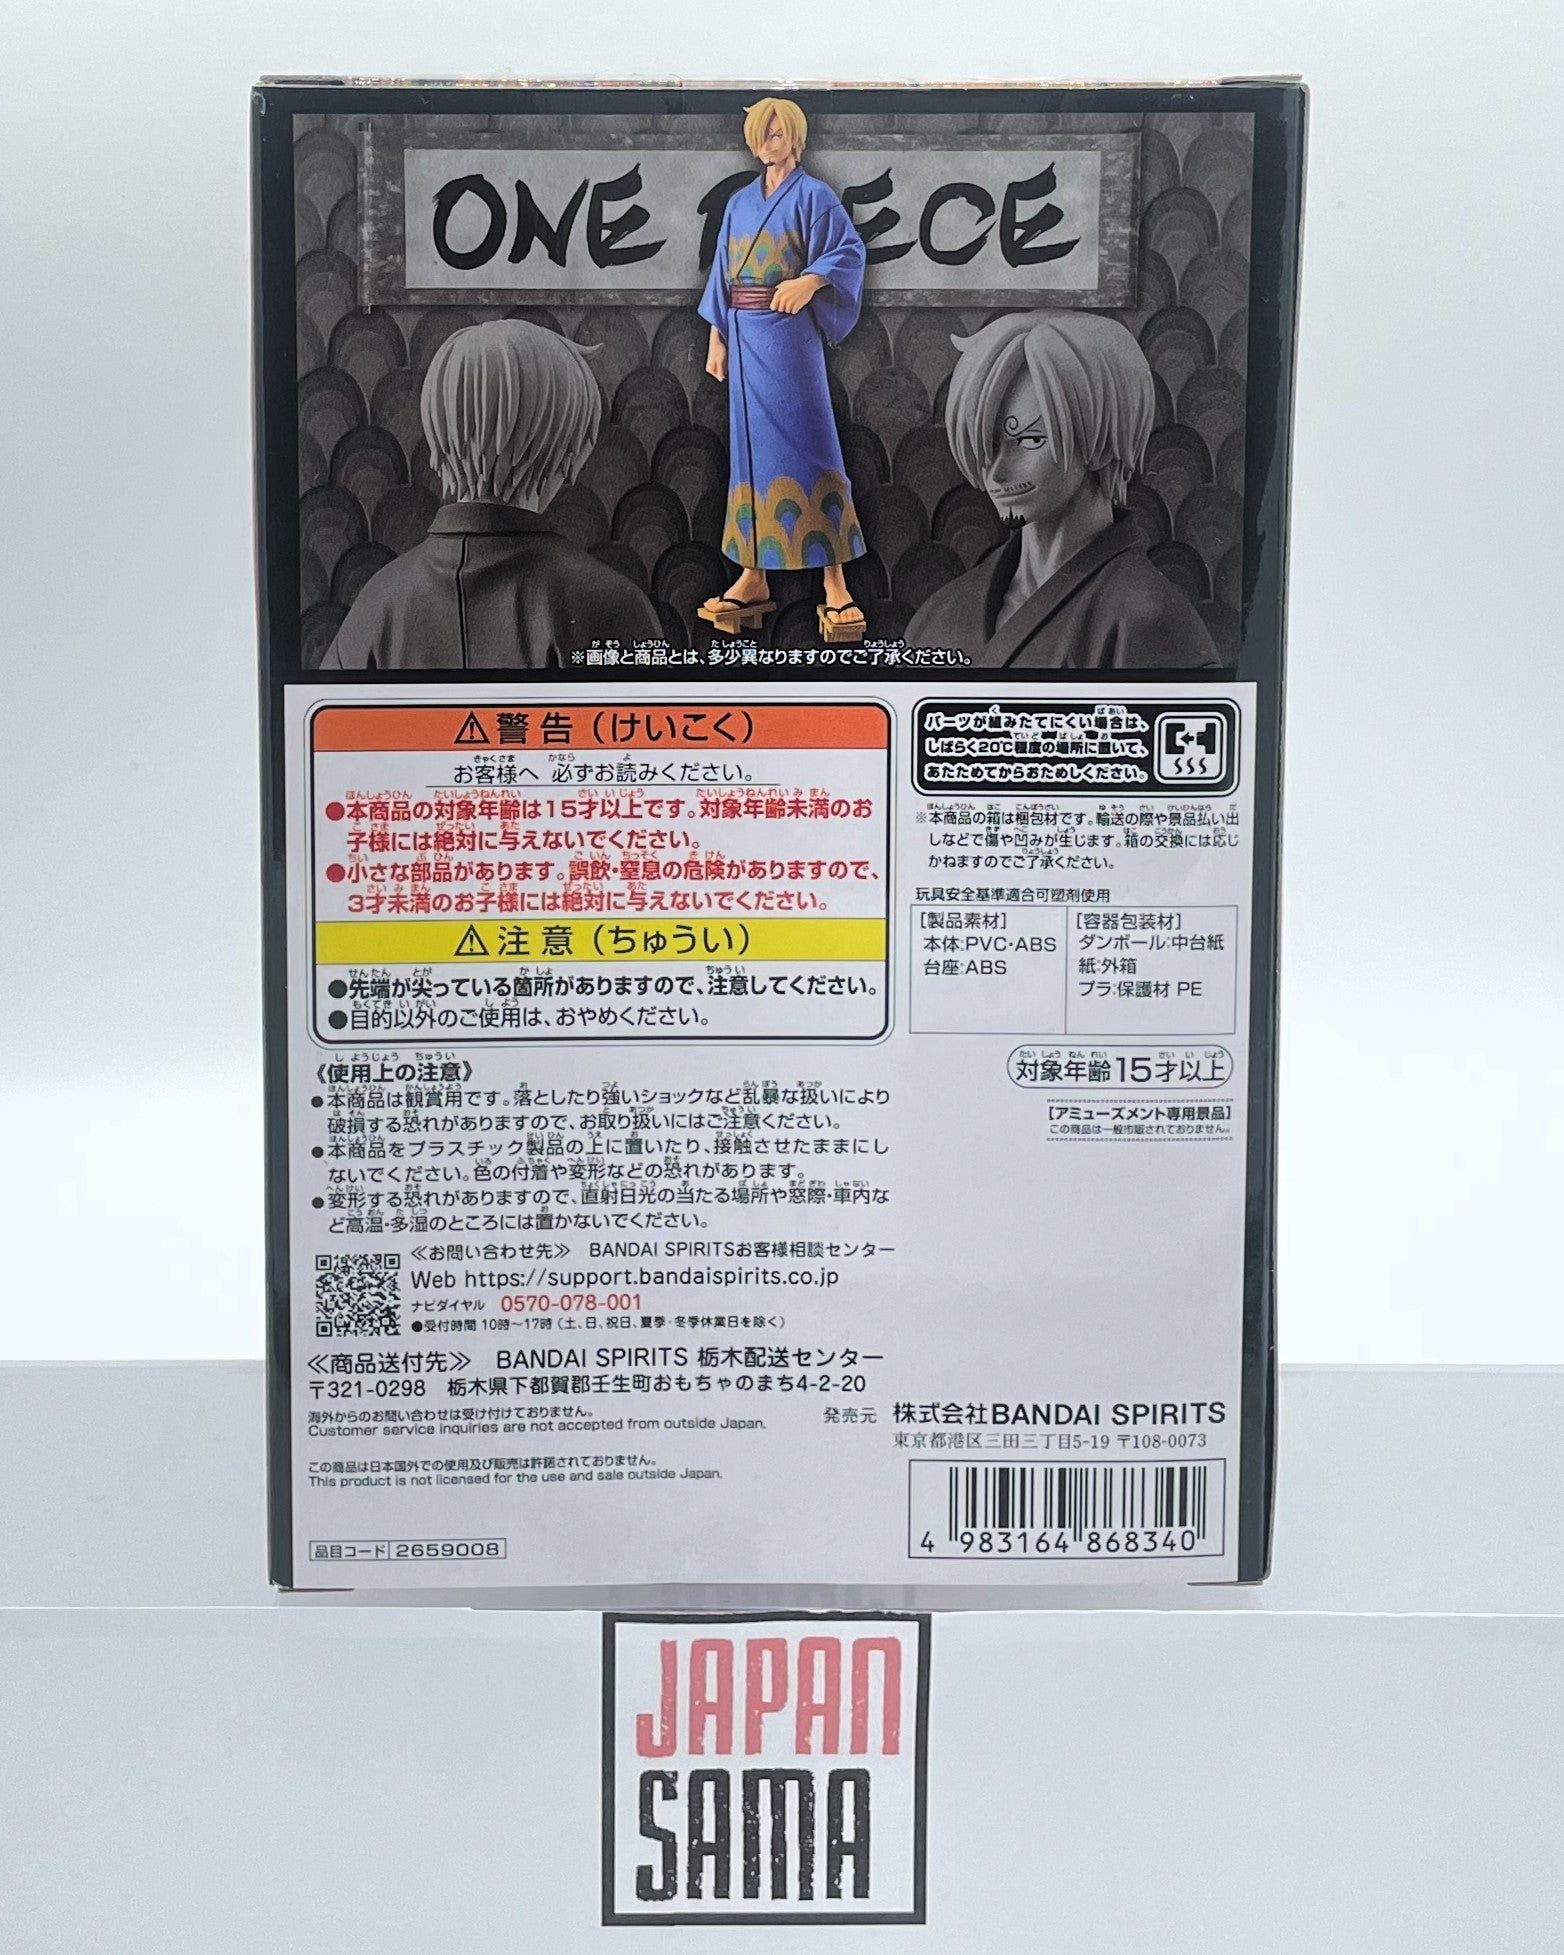 ONE PIECE
※画像と商品とは、多少異なりますのでご了承ください。
⚠警告（けいこく）
お客様へ 必ずお読みください。
●本商品の対象年齢は15才以上です。対象年齢未満のお
子様には絶対に与えないでください。
●小さな部品があります。誤飲・窒息の危険がありますので、
3才未満のお子様には絶対に与えないでください。
⚠注意（ちゅうい）
●先端が尖っている箇所がありますので、注意してください。
●目的以外のご使用は、おやめください。
《使用上の注意》
●本商品は観賞用です。落としたり強いショックなど乱暴な扱いにより
破損する恐れがありますので、お取り扱いにはご注意ください。
●本商品をプラスチック製品の上に置いたり、接触させたままにし
ないでください。色の付着や変形などの恐れがあります。
●変形する恐れがありますので、直射日光の当たる場所や窓際・車内な
ど高温・多湿のところには置かないでください。
≪お問い合わせ先≫ BANDAI SPIRITSお客様相談センター
Web https://support.bandaispirits.co.jp
ナビダイヤル 0570-078-001
●受付時間 10時～17時（土、日、祝日、夏季・冬季休業日を除く）
≪商品送付先≫ BANDAI SPIRITS 栃木配送センター
〒321-0298 栃木県下都賀郡壬生町おもちゃのまち4-2-20
海外からのお問い合わせは受け付けておりません。
Customer service inquiries are not accepted from outside Japan.
この商品は日本国外での使用及び販売は許諾されておりません。
This product is not licensed for the use and sale outside Japan.
品目コード 2659008
パーツが組みたてにくい場合は、
しばらく20℃程度の場所に置いて、
あたためてからおためしください。
※本商品の箱は梱包材です。輸送の際や景品払い出
しなどで傷や凹みが生じます。箱の交換には応じ
かねますのでご了承ください。
玩具安全基準適合可塑剤使用
[製品素材]
本体:PVC・ABS
台座:ABS
[容器包装材]
ダンボール:中台紙
紙:外箱
プラ:保護材 PE
対象年齢15才以上
[アミューズメント専用景品]
この商品は一般市販されておりません。
発売元 株式会社BANDAI SPIRITS
東京都港区三田三丁目5-19 〒108-0073
4 983164 868340
JAPAN
SAMA